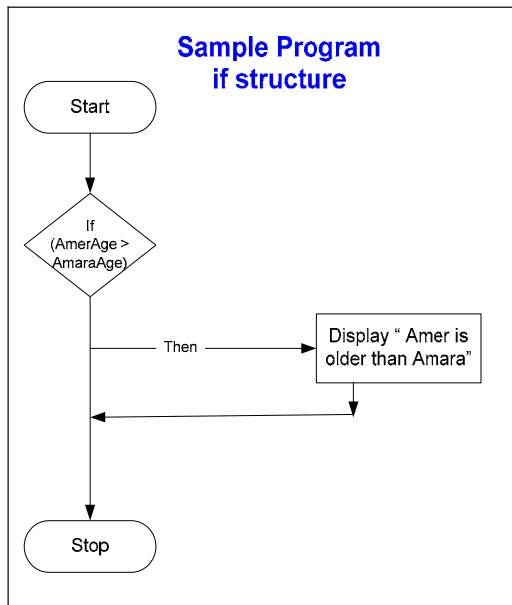 Sample Program
if structure
Start
If
(AmerAge >
AmaraAge)
Then
Display “ Amer is
older than Amara”
Stop